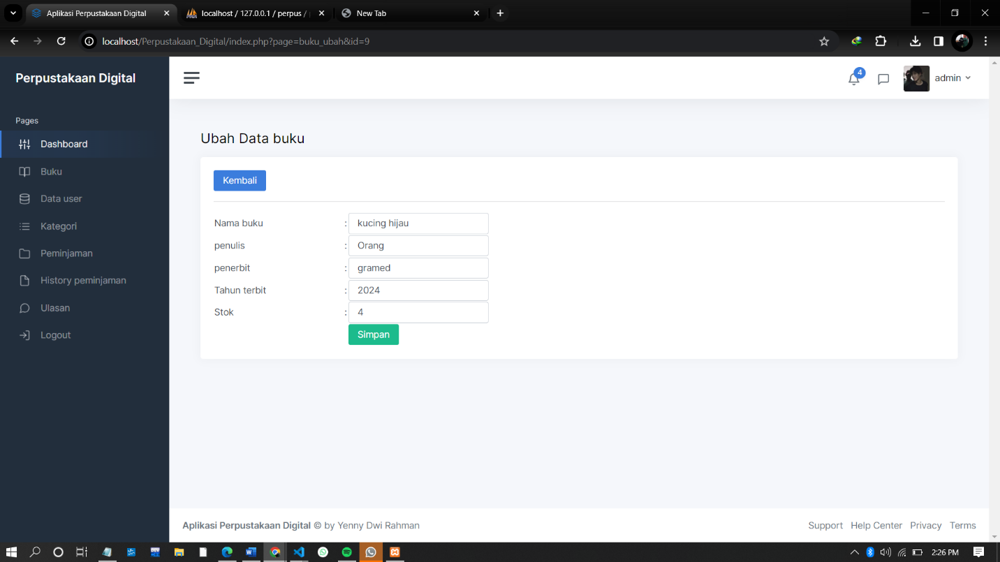 Aplikasi Perpustakaan Digital
localhost / 127.0.0.1 / perpus /
New Tab
localhost/Perpustakaan_Digital/index.php?page=buku_ubah&id=9
Perpustakaan Digital
4
admin
Pages
Dashboard
Buku
Data user
Kategori
Peminjaman
History peminjaman
Ulasan
Logout
Ubah Data buku
Kembali
Nama buku : kucing hijau
penulis : Orang
penerbit : gramed
Tahun terbit : 2024
Stok : 4
Simpan
Aplikasi Perpustakaan Digital © by Yenny Dwi Rahman
Support Help Center Privacy Terms
2:26 PM